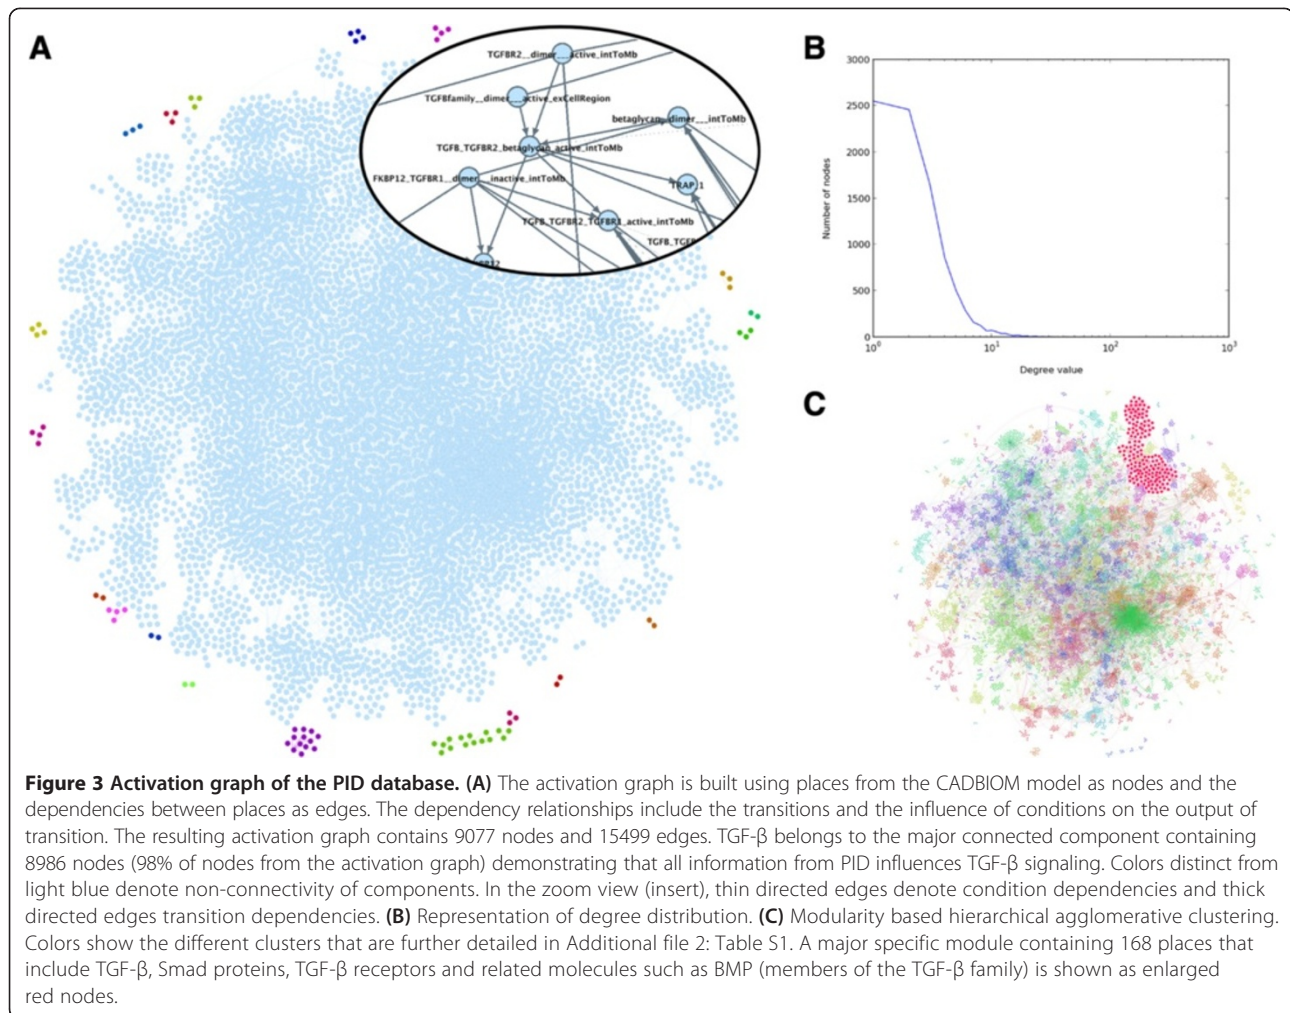 A
TGFBR2__dimer__active_intToMb
TGFBfamily__dimer__active_exCellRegion
betaglycan_dimer___intToMb
TGFB_TGFBR2_betaglycan_active_intToMb
FKBP12_TGFBR1__dimer___inactive_intToMb
TRAP_1
TGFB_TGFBR2_TGFBR1_active_intToMb
B
3000
2500
2000
1500
1000
500
0
Number of nodes
10⁰ 10¹ 10² 10³
Degree value
C
Figure 3 Activation graph of the PID database. (A) The activation graph is built using places from the CADBIOM model as nodes and the
dependencies between places as edges. The dependency relationships include the transitions and the influence of conditions on the output of
transition. The resulting activation graph contains 9077 nodes and 15499 edges. TGF-β belongs to the major connected component containing
8986 nodes (98% of nodes from the activation graph) demonstrating that all information from PID influences TGF-β signaling. Colors distinct from
light blue denote non-connectivity of components. In the zoom view (insert), thin directed edges denote condition dependencies and thick
directed edges transition dependencies. (B) Representation of degree distribution. (C) Modularity based hierarchical agglomerative clustering.
Colors show the different clusters that are further detailed in Additional file 2: Table S1. A major specific module containing 168 places that
include TGF-β, Smad proteins, TGF-β receptors and related molecules such as BMP (members of the TGF-β family) is shown as enlarged
red nodes.